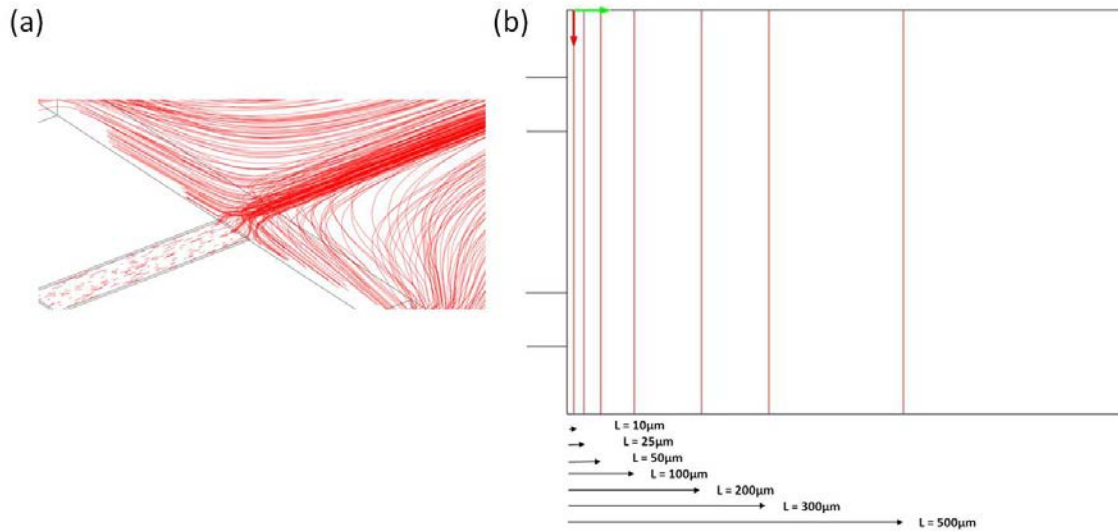 (a)
(b)
L = 10µm
L = 25µm
L = 50µm
L = 100µm
L = 200µm
L = 300µm
L = 500µm